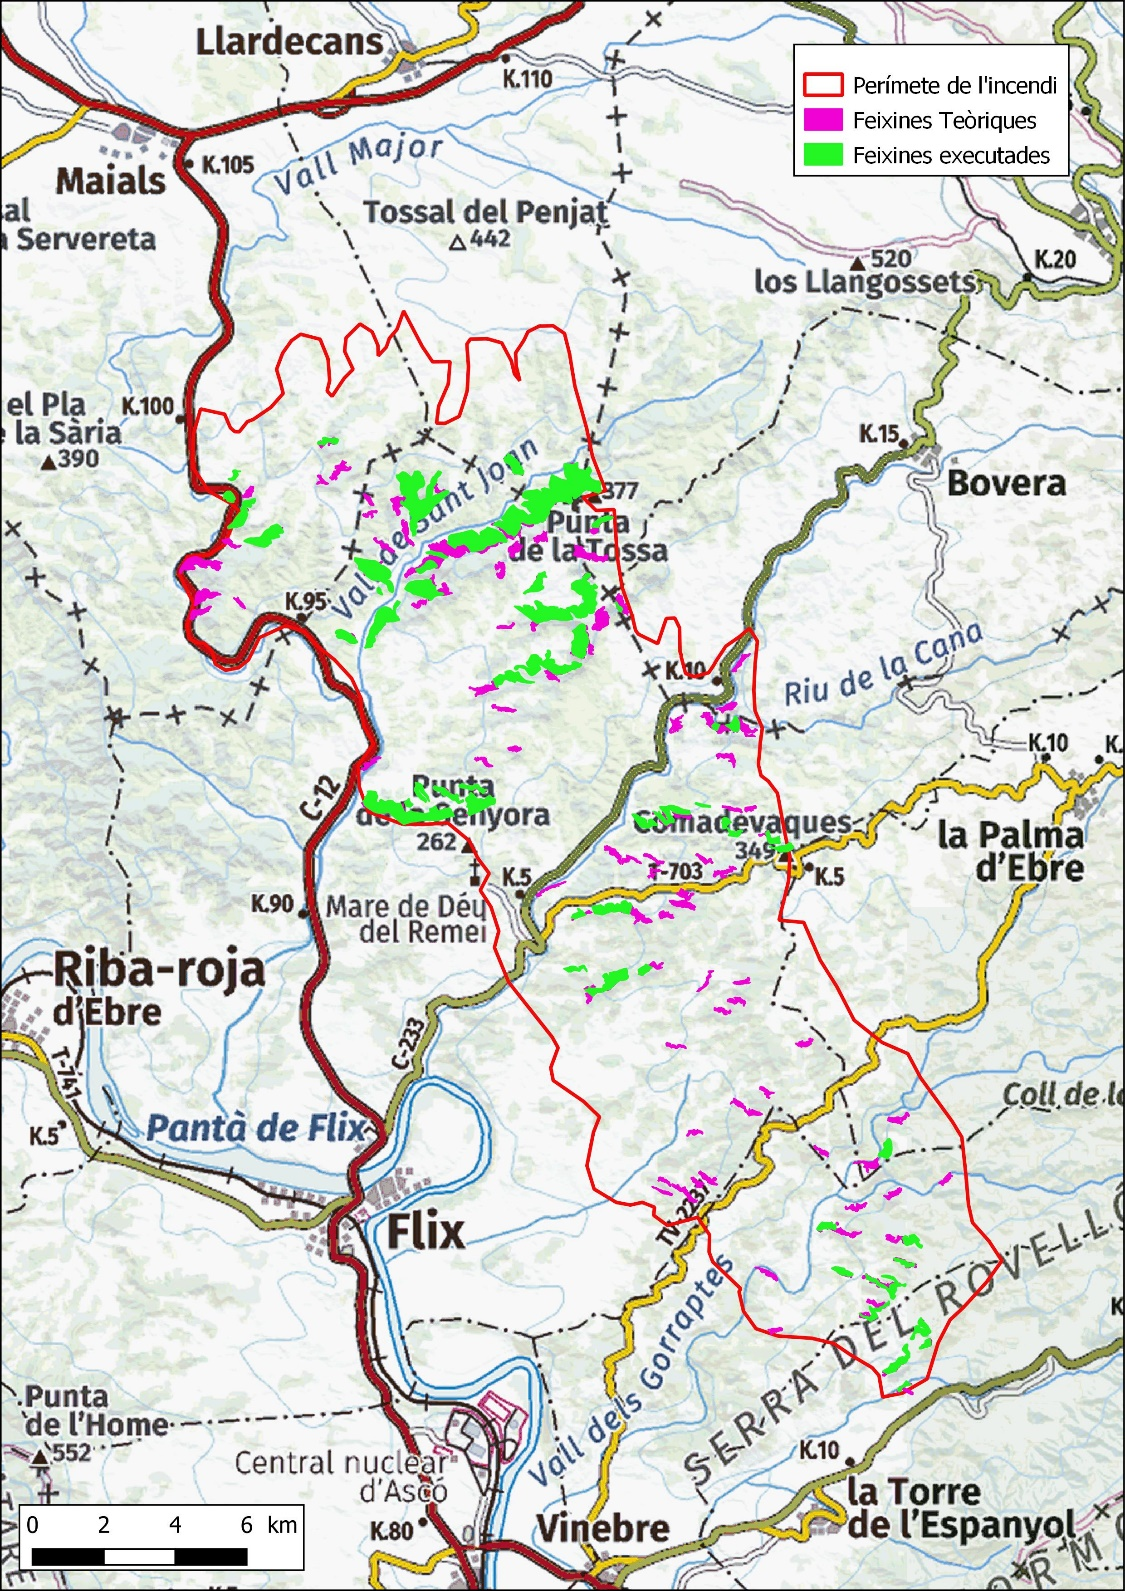 Llardecans
K.110
Perímete de l'incendi
Feixines Teòriques
Feixines executades
Maials
K.105
Vall Major
Tossal del Penjat
442
Servereta
520
los Llangossets
K.20
el Pla
la Sària
390
K.100
K.15
Bovera
Vall de Sant Joan
377
Punta
de la Tossa
K.95
K.10
Riu de la Cana
K.10
K.
C-12
Punta
de la Senyora
262
Comadevaques
349
T-703
K.5
K.5
la Palma
d'Ebre
K.90
Mare de Déu
del Remei
Riba-roja
d'Ebre
T-741
C-233
K.5
Pantà de Flix
Coll de
Flix
TV-2237
Vall dels Gorraptes
SERRA DEL ROVELLO
K
Punta
de l'Home
552
Central nuclear
d'Ascó
K.10
la Torre
de l'Espanyol
Vinebre
K.80
0 2 4 6 km